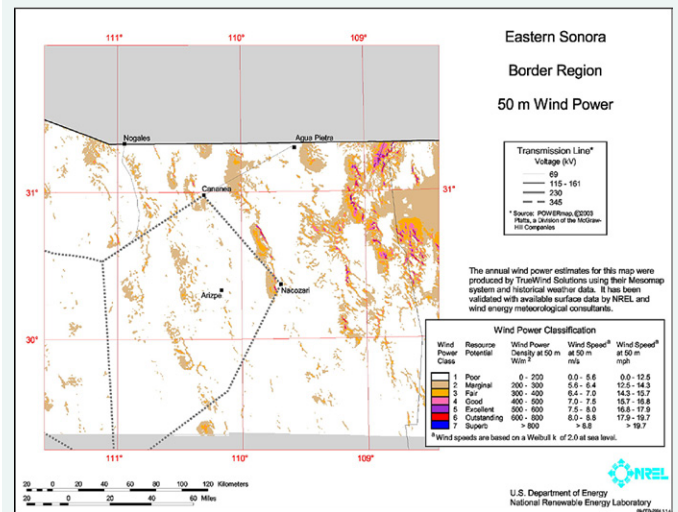 Eastern Sonora
Border Region
50 m Wind Power
111°
110°
109°
Nogales
Agua Pietra
31°
31°
Cananea
Arizpe
Nacozari
30°
111°
110°
109°
Transmission Line*
Voltage (kV)
69
115 - 161
230
345
* Source: POWERmap, ©2003
Platts, a Division of the McGraw-
Hill Companies
The annual wind power estimates for this map were
produced by TrueWind Solutions using their Mesomap
system and historical weather data. It has been
validated with available surface data by NREL and
wind energy meteorological consultants.
Wind Power Classification
Wind Resource Wind Power Wind Speedᵃ Wind Speedᵃ
Power Potential Density at 50 m at 50 m at 50 m
Class W/m² m/s mph
1 Poor 0 - 200 0.0 - 5.6 0.0 - 12.5
2 Marginal 200 - 300 5.6 - 6.4 12.5 - 14.3
3 Fair 300 - 400 6.4 - 7.0 14.3 - 15.7
4 Good 400 - 500 7.0 - 7.5 15.7 - 16.8
5 Excellent 500 - 600 7.5 - 8.0 16.8 - 17.9
6 Outstanding 600 - 800 8.0 - 8.8 17.9 - 19.7
7 Superb > 800 > 8.8 > 19.7
ᵃ Wind speeds are based on a Weibull k of 2.0 at sea level.
20 0 20 40 60 80 100 120 Kilometers
20 0 20 40 60 Miles
NREL
U.S. Department of Energy
National Renewable Energy Laboratory